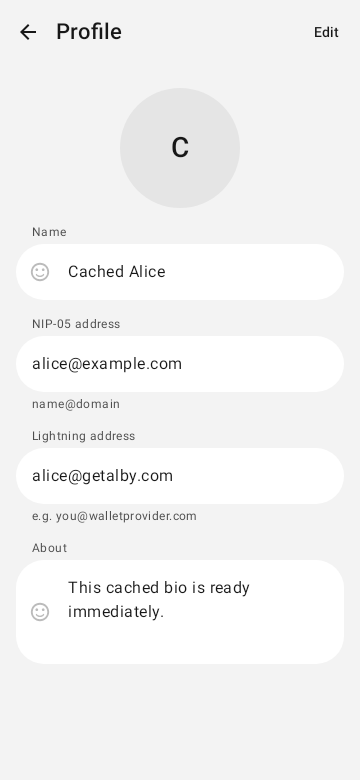 Profile
Edit
C
Name
Cached Alice
NIP-05 address
alice@example.com
name@domain
Lightning address
alice@getalby.com
e.g. you@walletprovider.com
About
This cached bio is ready
immediately.